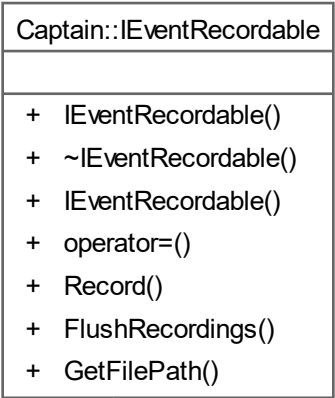 Captain::IEventRecordable
+ IEventRecordable()
+ ~IEventRecordable()
+ IEventRecordable()
+ operator=()
+ Record()
+ FlushRecordings()
+ GetFilePath()